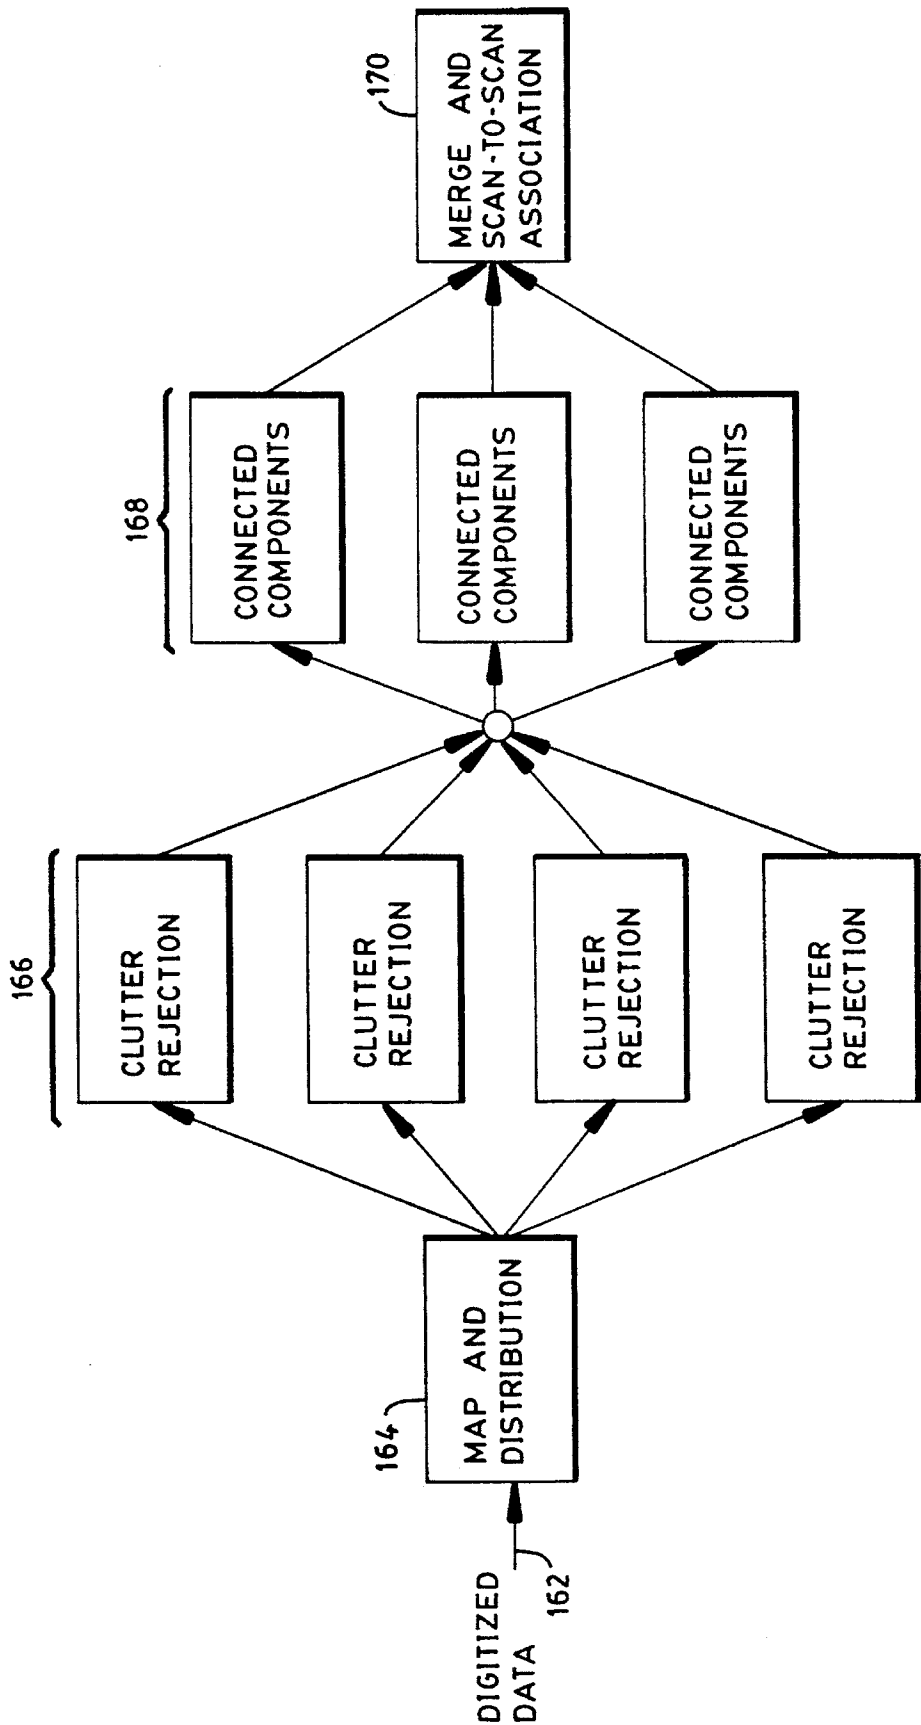 DIGITIZED
DATA
162
164
MAP AND
DISTRIBUTION
166
CLUTTER
REJECTION
CLUTTER
REJECTION
CLUTTER
REJECTION
CLUTTER
REJECTION
168
CONNECTED
COMPONENTS
CONNECTED
COMPONENTS
CONNECTED
COMPONENTS
170
MERGE AND
SCAN-TO-SCAN
ASSOCIATION